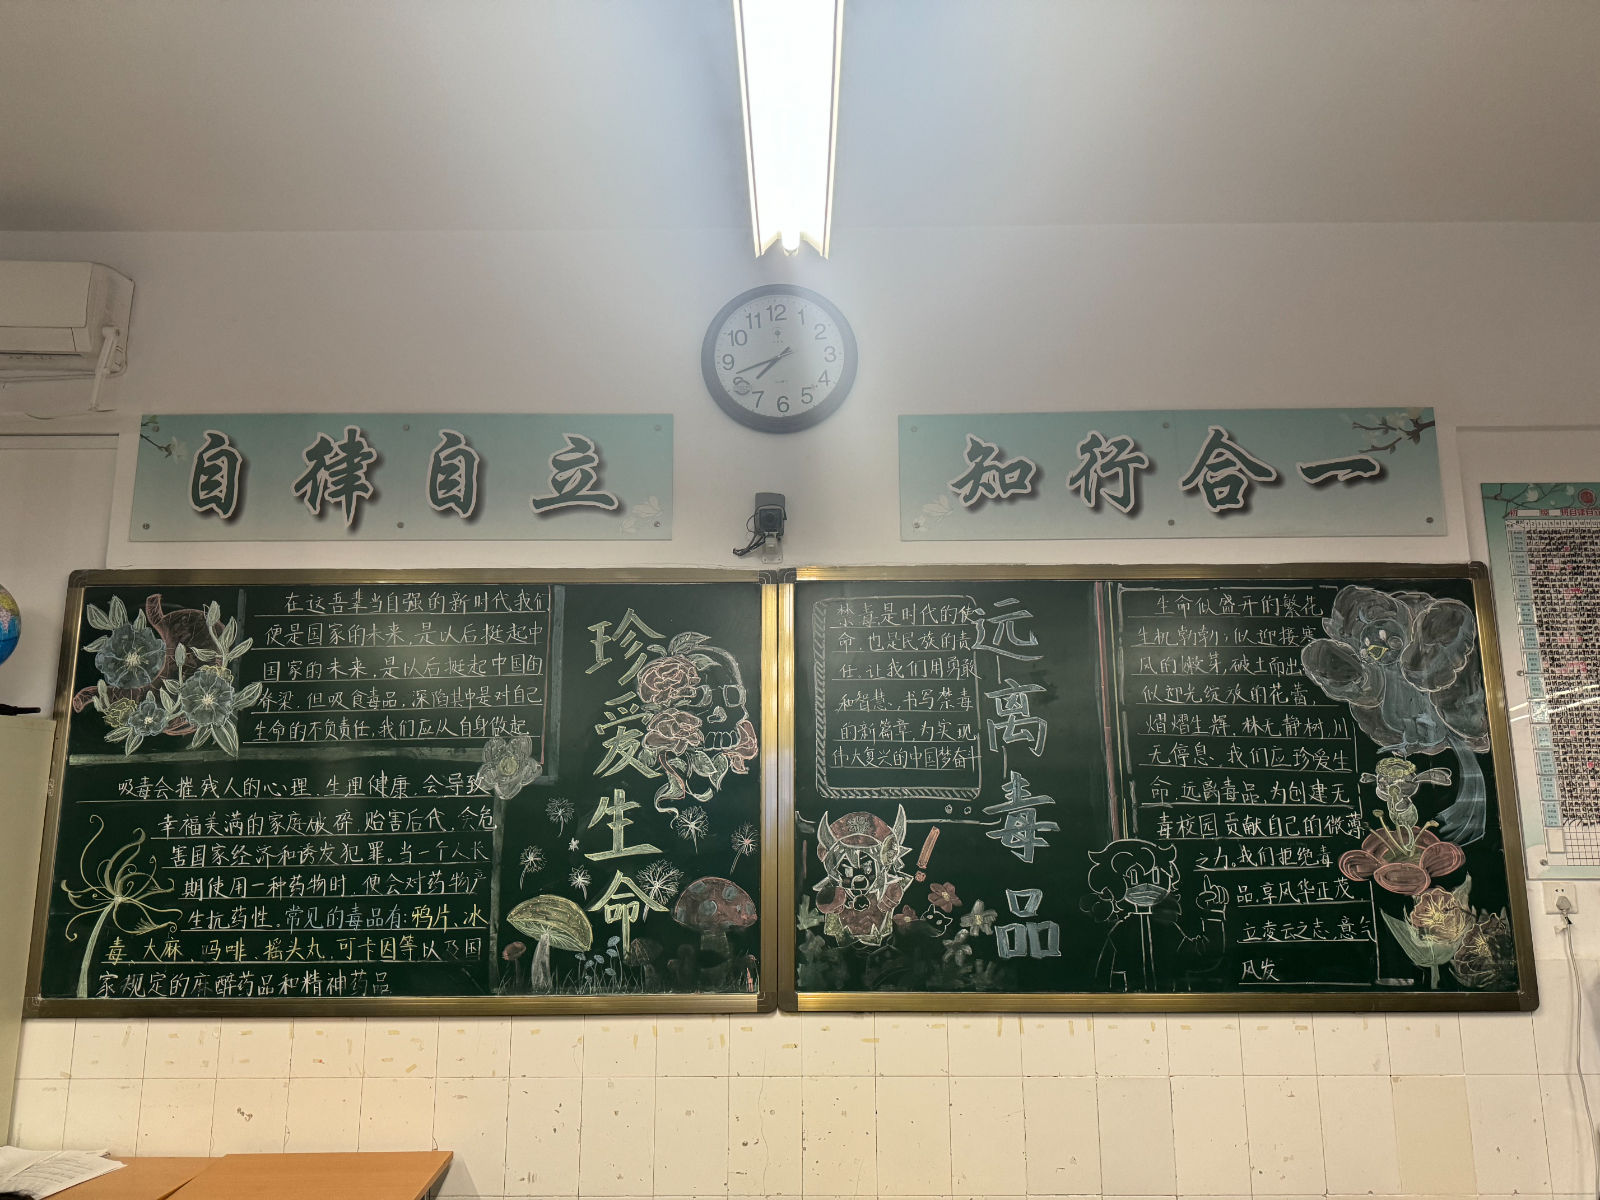 12
1
2
3
4
5
6
7
8
9
10
11
自律自立
知行合一
在这吾辈当自强的新时代我们
便是国家的未来,是以后挺起中
国家的未来,是以后挺起中国的
脊梁,但吸食毒品,深陷其中是对自己
生命的不负责任,我们应从自身做起
吸毒会摧残人的心理、生理健康,会导致
幸福美满的家庭破碎,贻害后代,会危
害国家经济和诱发犯罪。当一个人长
期使用一种药物时,便会对药物产
生抗药性。常见的毒品有:鸦片、冰
毒、大麻、吗啡、摇头丸、可卡因等以及国
家规定的麻醉药品和精神药品
珍爱生命
禁毒是时代的使
命,也是民族的责
任,让我们用勇敢
和智慧、书写禁毒
的新篇章,为实现
伟大复兴的中国梦奋斗
远离毒品
生命似盛开的繁花
生机勃勃;似迎接寒
风的嫩芽,破土而出
似迎光绽放的花蕾,
熠熠生辉,林无静树,川
无停息,我们应珍爱生
命,远离毒品,为创建无
毒校园贡献自己的微薄
之力。我们拒绝毒
品,享风华正茂
立凌云之志,意气
风发